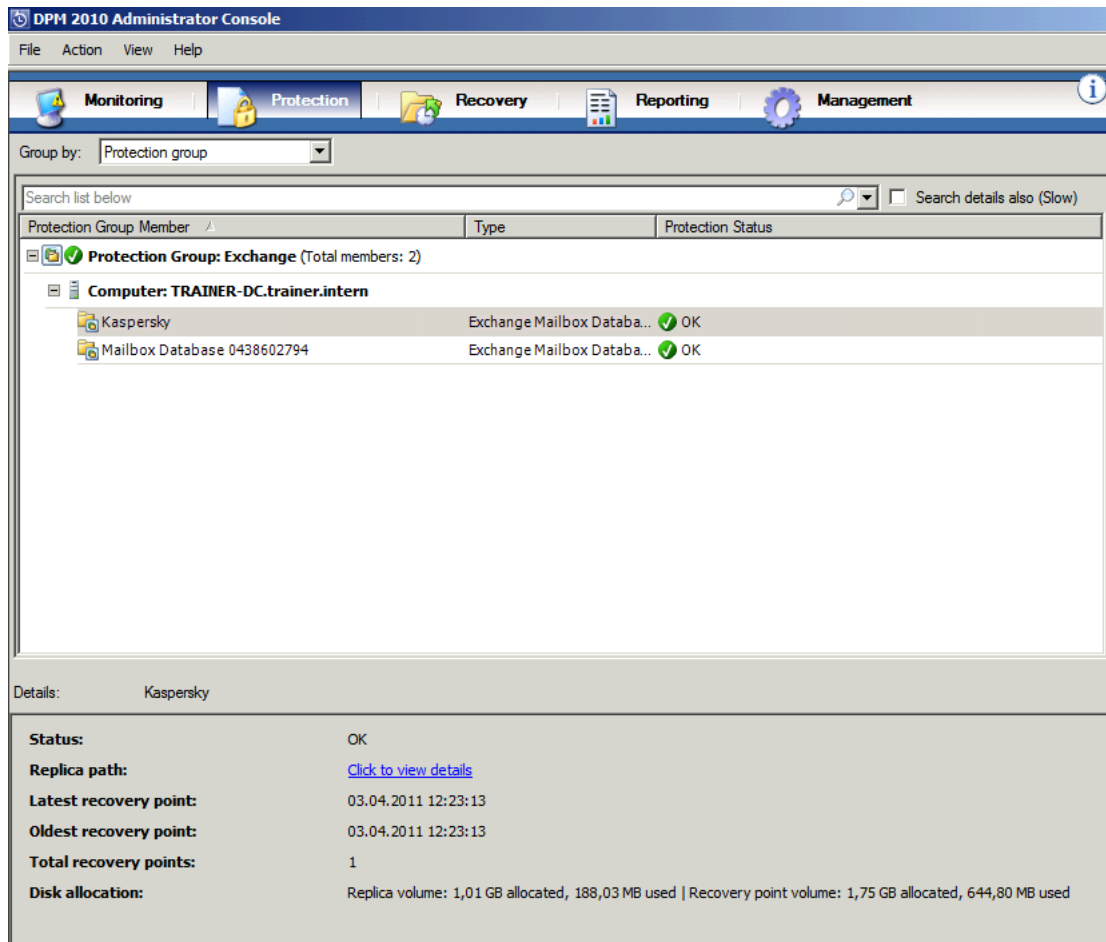 DPM 2010 Administrator Console
File Action View Help
Monitoring Protection Recovery Reporting Management
Group by: Protection group
Search list below Search details also (Slow)
Protection Group Member Type Protection Status
Protection Group: Exchange (Total members: 2)
Computer: TRAINER-DC.trainer.intern
Kaspersky Exchange Mailbox Databa... OK
Mailbox Database 0438602794 Exchange Mailbox Databa... OK
Details: Kaspersky
Status: OK
Replica path: Click to view details
Latest recovery point: 03.04.2011 12:23:13
Oldest recovery point: 03.04.2011 12:23:13
Total recovery points: 1
Disk allocation: Replica volume: 1,01 GB allocated, 188,03 MB used | Recovery point volume: 1,75 GB allocated, 644,80 MB used